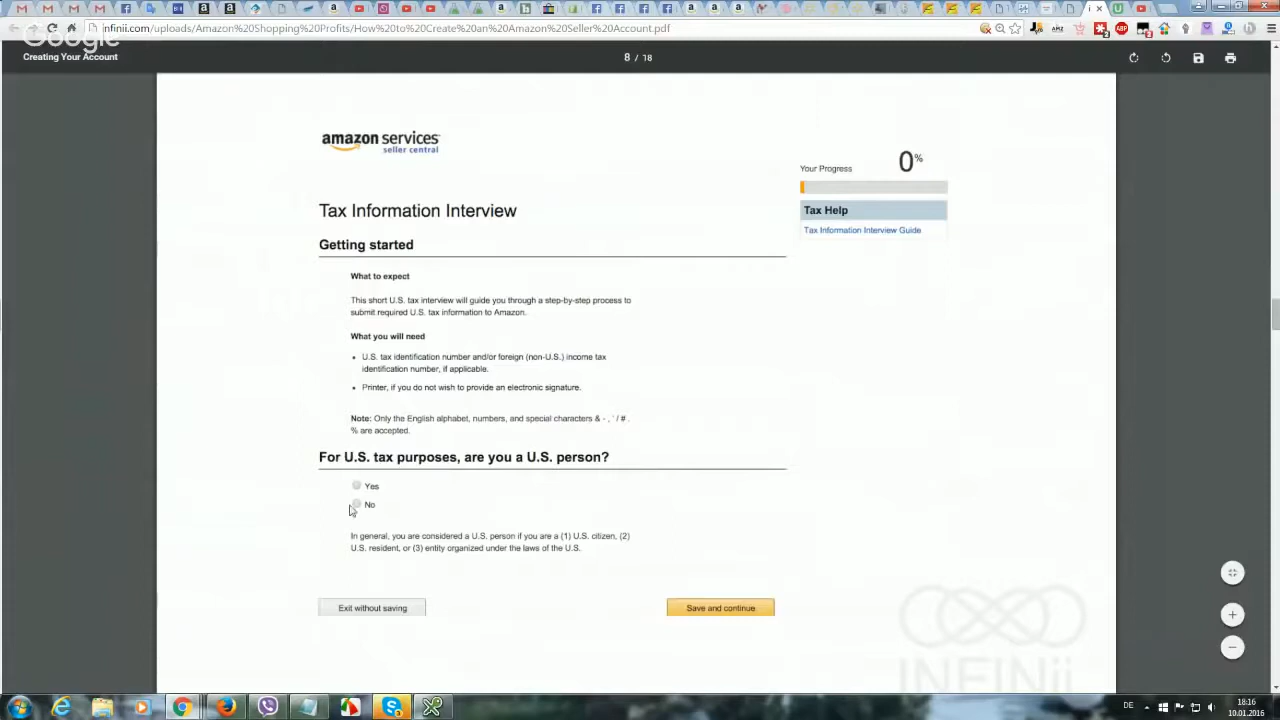 infinii.com/uploads/Amazon%20Shopping%20Profits/How%20to%20Create%20an%20Amazon%20Seller%20Account.pdf
Google
Creating Your Account
8 / 18
amazon services
seller central
Your Progress
0%
Tax Information Interview
Tax Help
Tax Information Interview Guide
Getting started
What to expect
This short U.S. tax interview will guide you through a step-by-step process to
submit required U.S. tax information to Amazon.
What you will need
• U.S. tax identification number and/or foreign (non-U.S.) income tax
identification number, if applicable.
• Printer, if you do not wish to provide an electronic signature.
Note: Only the English alphabet, numbers, and special characters & - , ' / # .
% are accepted.
For U.S. tax purposes, are you a U.S. person?
Yes
No
In general, you are considered a U.S. person if you are a (1) U.S. citizen, (2)
U.S. resident, or (3) entity organized under the laws of the U.S.
Exit without saving
Save and continue
INFINii
DE
18:16
10.01.2016